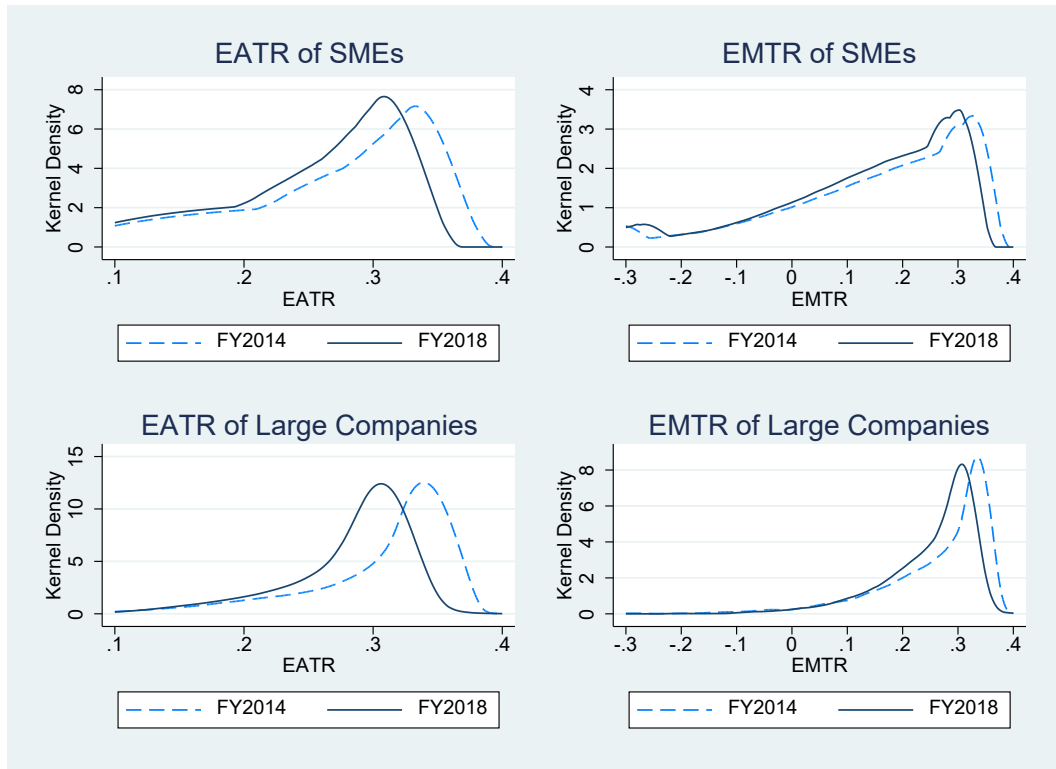 EATR of SMEs
Kernel Density
8
6
4
2
0
.1 .2 .3 .4
EATR
FY2014 FY2018
EMTR of SMEs
Kernel Density
4
3
2
1
0
-.3 -.2 -.1 0 .1 .2 .3 .4
EMTR
FY2014 FY2018
EATR of Large Companies
Kernel Density
15
10
5
0
.1 .2 .3 .4
EATR
FY2014 FY2018
EMTR of Large Companies
Kernel Density
8
6
4
2
0
-.3 -.2 -.1 0 .1 .2 .3 .4
EMTR
FY2014 FY2018